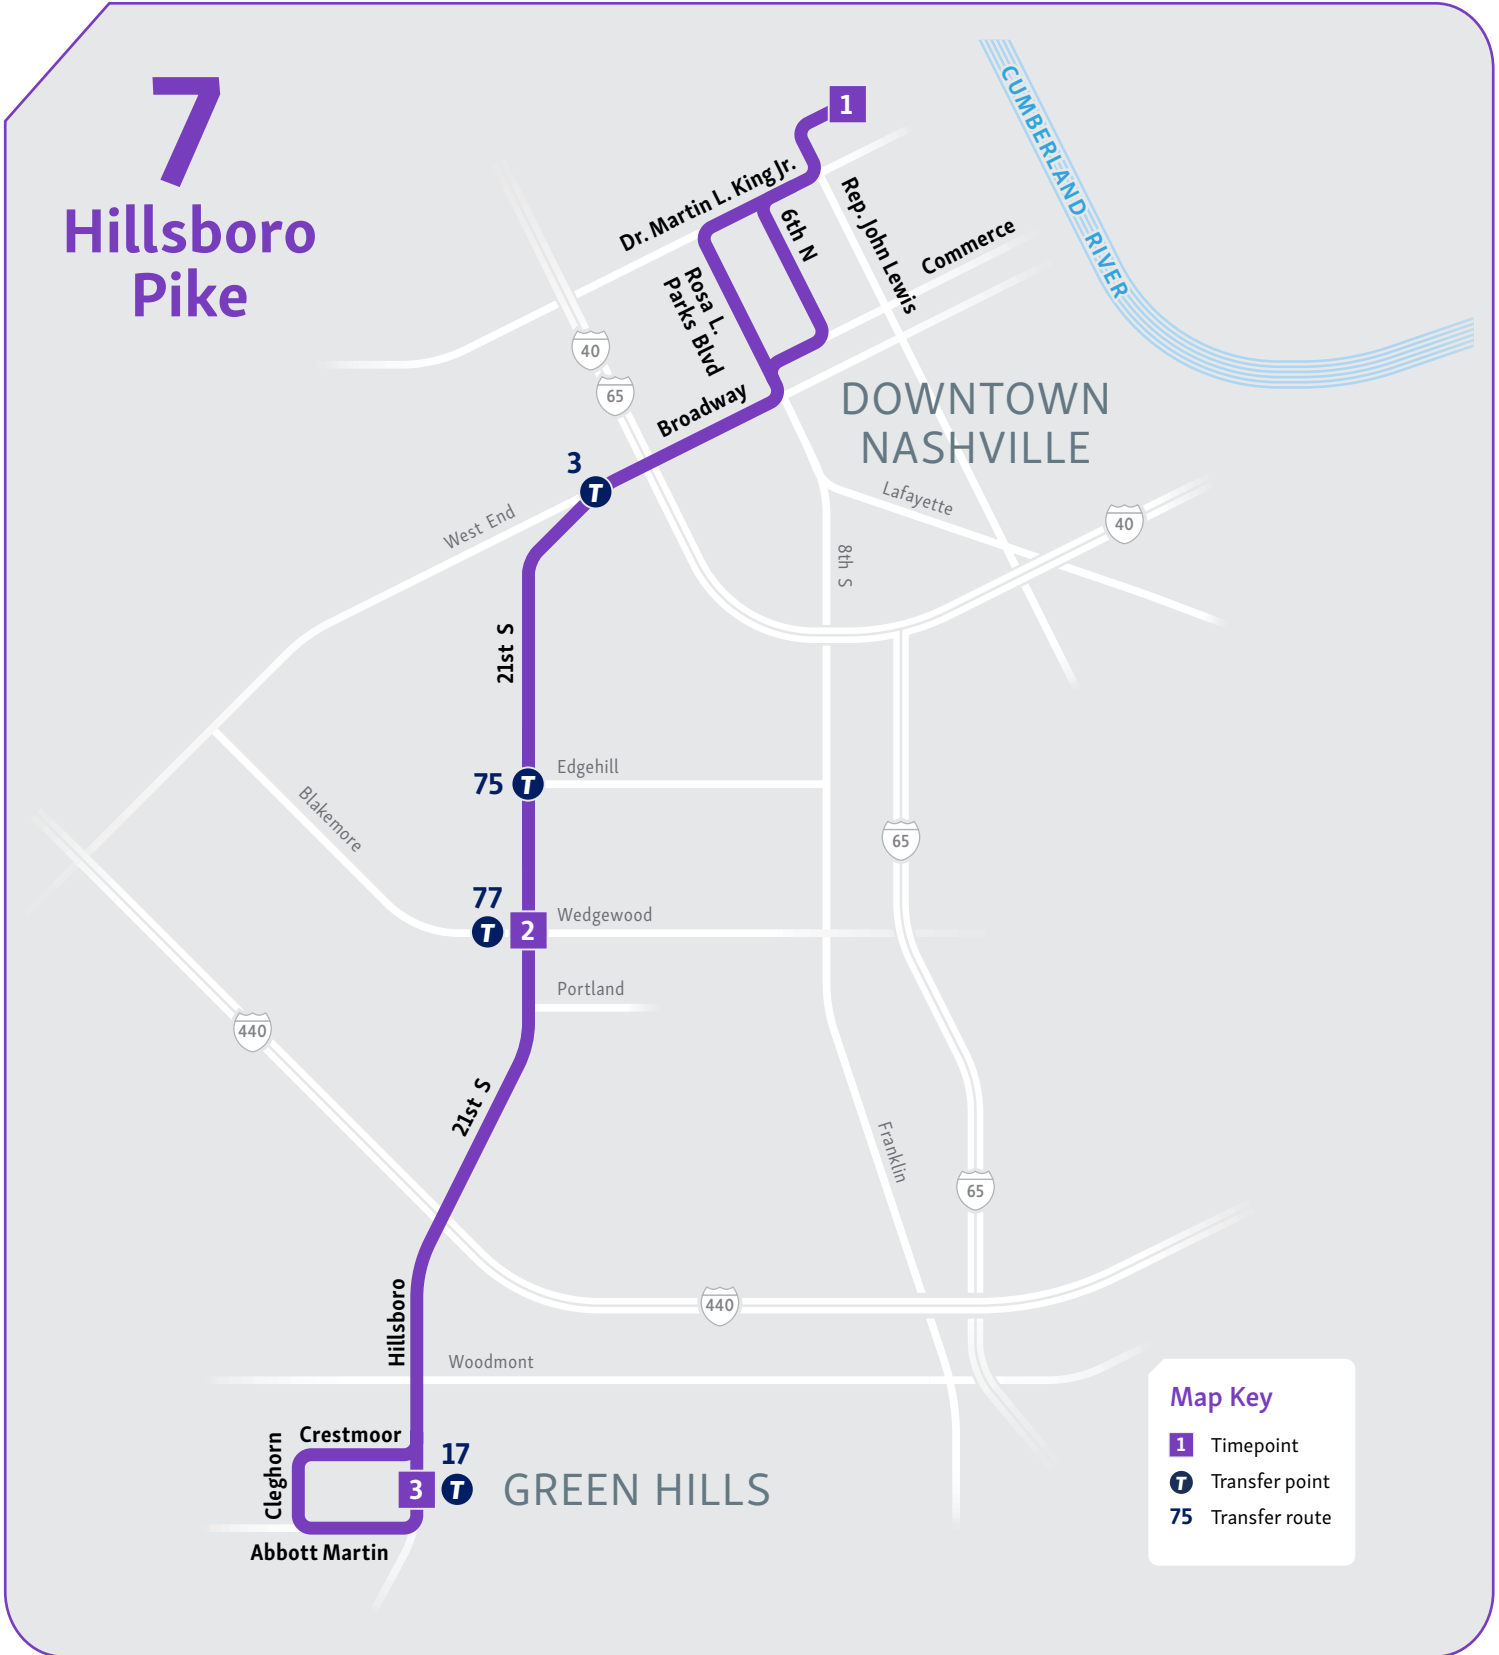 7
Hillsboro
Pike
1
CUMBERLAND RIVER
Dr. Martin L. King Jr.
6th N
Rep. John Lewis
Commerce
Rosa L.
Parks Blvd
40
65
Broadway
DOWNTOWN
NASHVILLE
3
T
West End
Lafayette
40
8th S
21st S
75
T
Edgehill
Blakemore
65
77
T
2
Wedgewood
Portland
440
21st S
Franklin
65
Hillsboro
440
Woodmont
Crestmoor
Cleghorn
17
3
T
GREEN HILLS
Abbott Martin
Map Key
1 Timepoint
T Transfer point
75 Transfer route